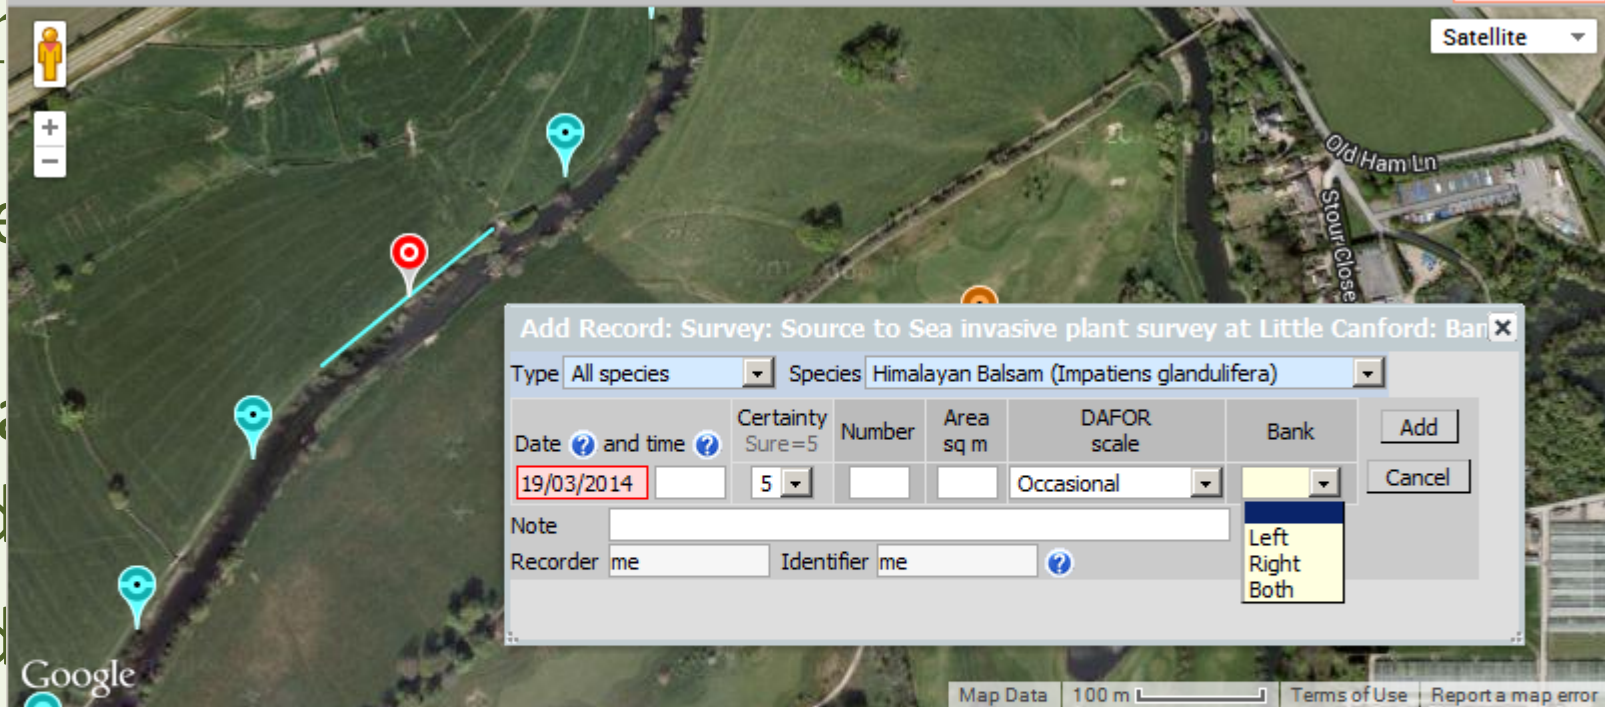 Satellite
+
−
Old Ham Ln
Stour Close
Add Record: Survey: Source to Sea invasive plant survey at Little Canford: Ban
Type All species Species Himalayan Balsam (Impatiens glandulifera)
Date ? and time ? Certainty Sure=5 Number Area sq m DAFOR scale Bank Add
19/03/2014 5 Occasional Cancel
Note
Left
Right
Both
Recorder me Identifier me ?
Google
Map Data 100 m Terms of Use Report a map error